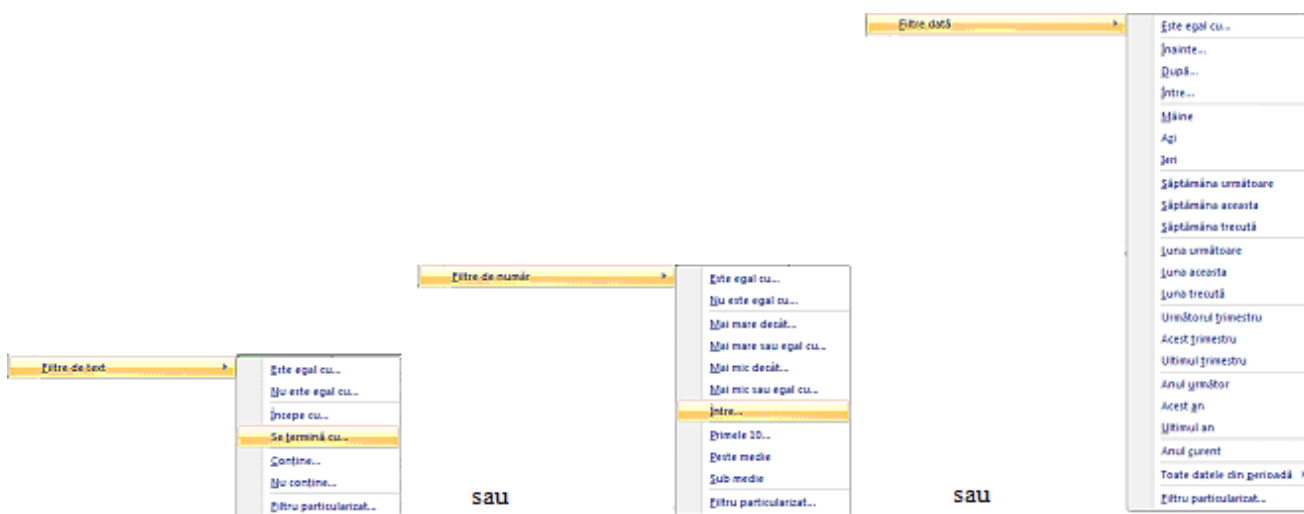 Filtre de text
Este egal cu...
Nu este egal cu...
Începe cu...
Se termină cu...
Conține...
Nu conține...
Filtru particularizat...
sau
Filtre de număr
Este egal cu...
Nu este egal cu...
Mai mare decât...
Mai mare sau egal cu...
Mai mic decât...
Mai mic sau egal cu...
Între...
Primele 10...
Peste medie
Sub medie
Filtru particularizat...
sau
Filtre dată
Este egal cu...
Înainte...
După...
Între...
Mâine
Azi
Ieri
Săptămâna următoare
Săptămâna aceasta
Săptămâna trecută
Luna următoare
Luna aceasta
Luna trecută
Următorul trimestru
Acest trimestru
Ultimul trimestru
Anul următor
Acest an
Ultimul an
Anul curent
Toate datele din perioadă
Filtru particularizat...